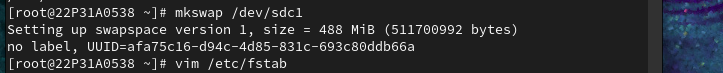 [root@22P31A0538 ~]# mkswap /dev/sdc1
Setting up swapspace version 1, size = 488 MiB (511700992 bytes)
no label, UUID=afa75c16-d94c-4d85-831c-693c80ddb66a
[root@22P31A0538 ~]# vim /etc/fstab